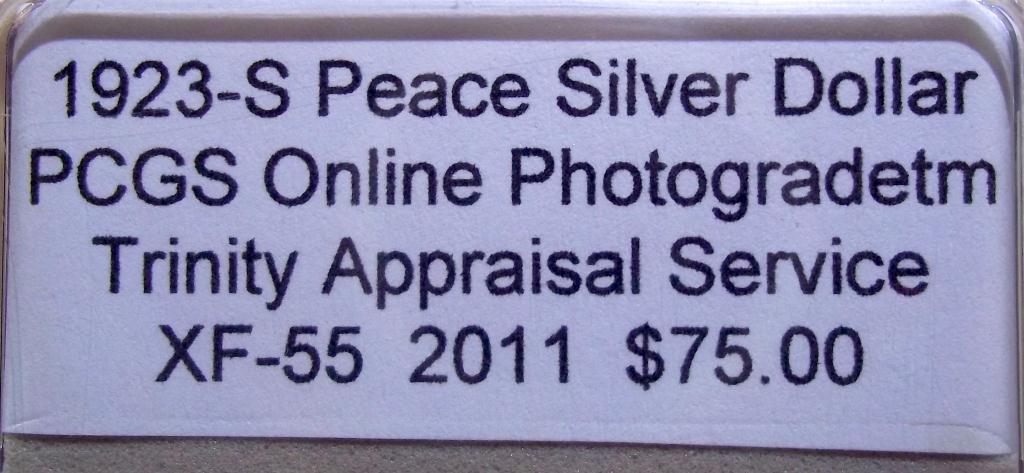 1923-S Peace Silver Dollar
PCGS Online Photogradetm
Trinity Appraisal Service
XF-55 2011 $75.00